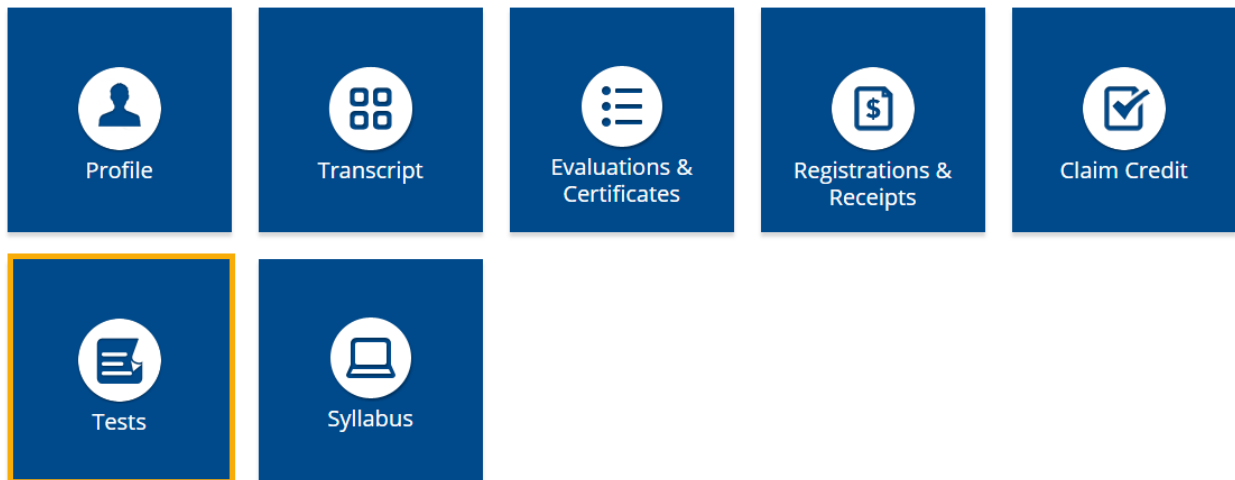 Profile
Transcript
Evaluations &
Certificates
$
Registrations &
Receipts
Claim Credit
Tests
Syllabus